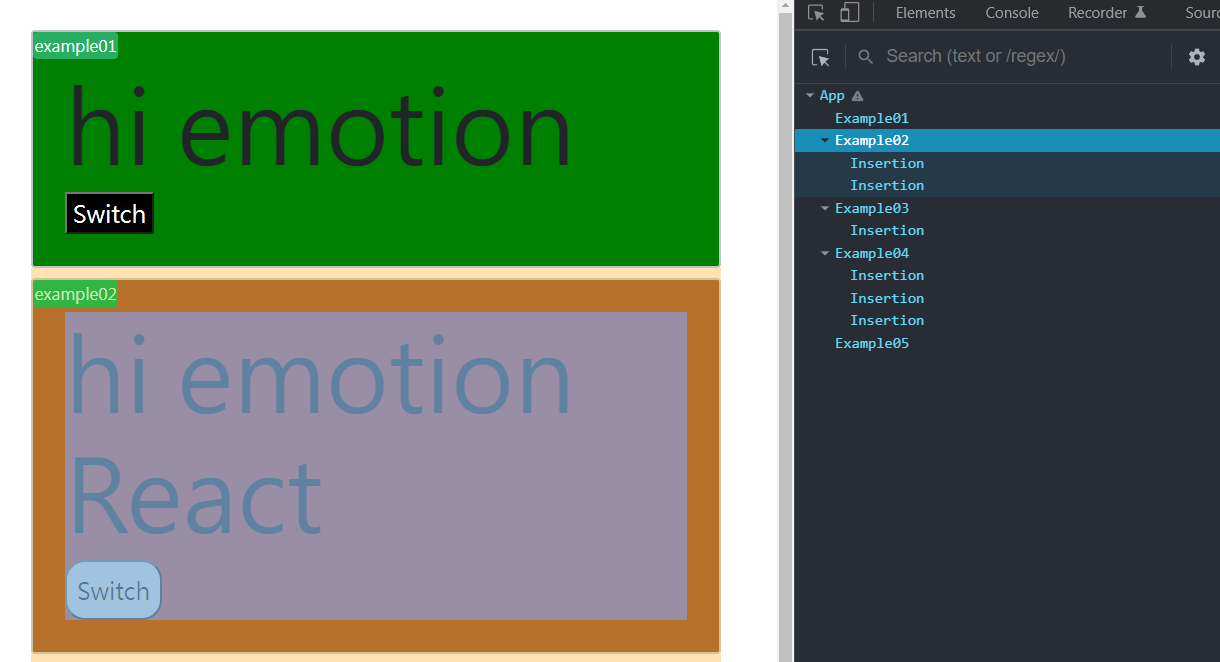 example01
hi emotion
Switch
example02
hi emotion
React
Switch
Elements Console Recorder
Search (text or /regex/)
App
Example01
Example02
Insertion
Insertion
Example03
Insertion
Example04
Insertion
Insertion
Insertion
Example05